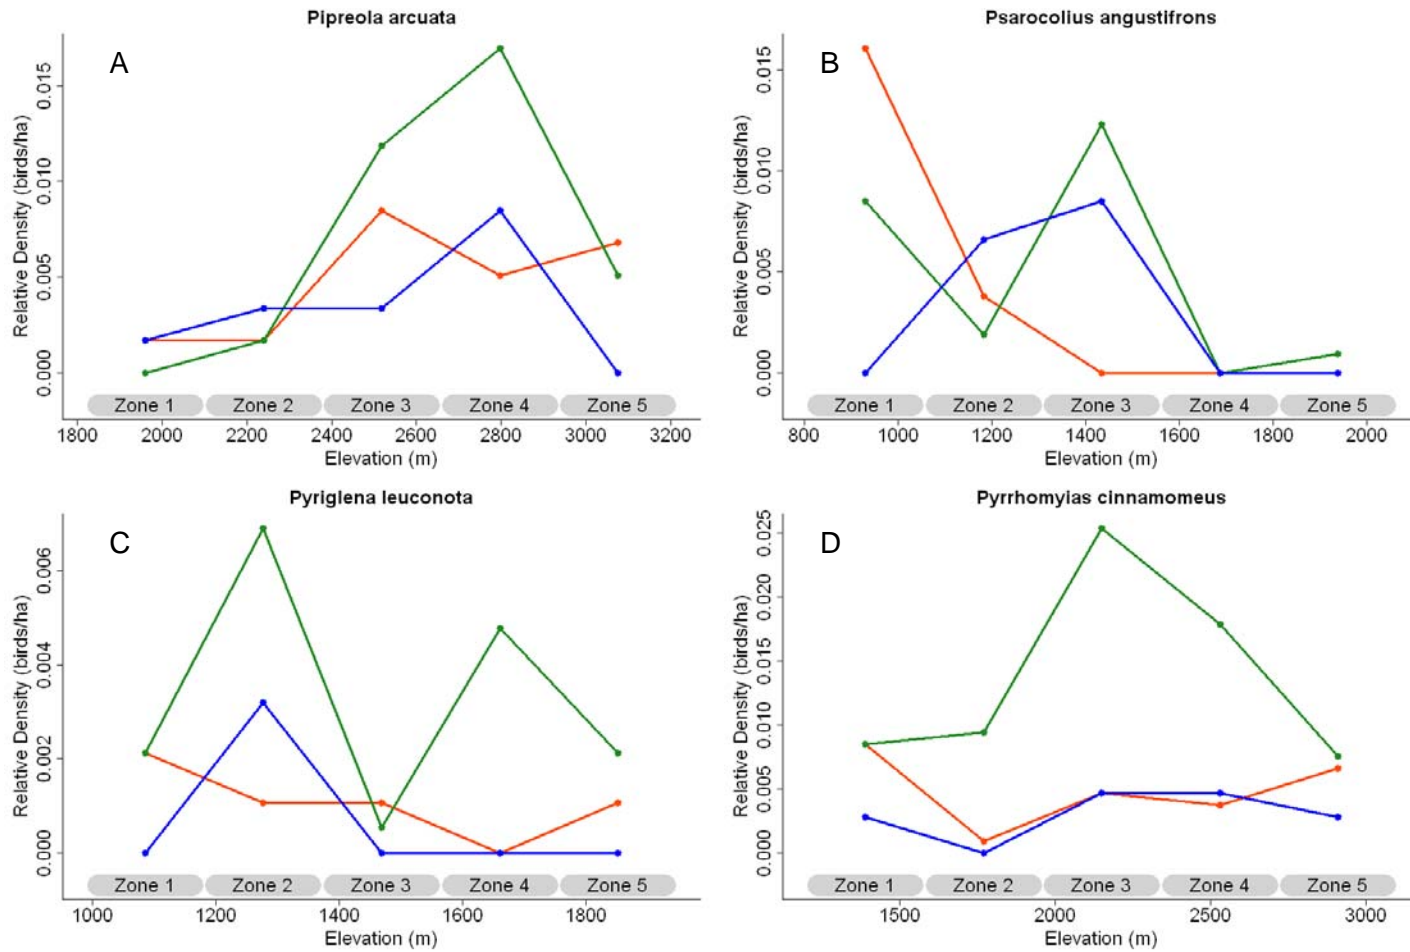 Pipreola arcuata
A
Relative Density (birds/ha)
0.015
0.010
0.005
0.000
Zone 1 Zone 2 Zone 3 Zone 4 Zone 5
1800 2000 2200 2400 2600 2800 3000 3200
Elevation (m)
Psarocolius angustifrons
B
Relative Density (birds/ha)
0.015
0.010
0.005
0.000
Zone 1 Zone 2 Zone 3 Zone 4 Zone 5
800 1000 1200 1400 1600 1800 2000
Elevation (m)
Pyriglena leuconota
C
Relative Density (birds/ha)
0.006
0.004
0.002
0.000
Zone 1 Zone 2 Zone 3 Zone 4 Zone 5
1000 1200 1400 1600 1800
Elevation (m)
Pyrrhomyias cinnamomeus
D
Relative Density (birds/ha)
0.025
0.020
0.015
0.010
0.005
0.000
Zone 1 Zone 2 Zone 3 Zone 4 Zone 5
1500 2000 2500 3000
Elevation (m)